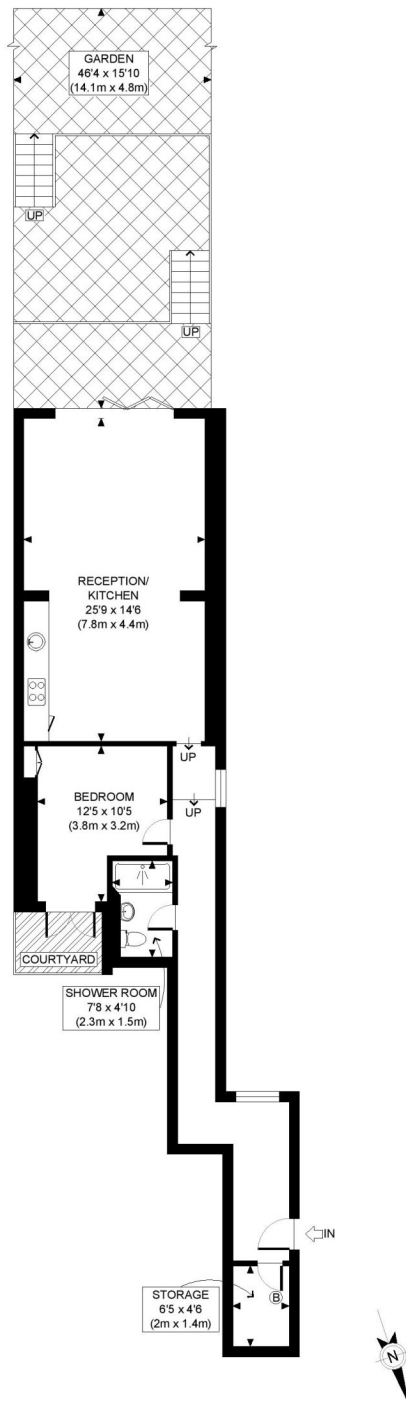 GARDEN
46'4 x 15'10
(14.1m x 4.8m)
UP
UP
RECEPTION/
KITCHEN
25'9 x 14'6
(7.8m x 4.4m)
UP
BEDROOM
12'5 x 10'5
(3.8m x 3.2m)
UP
COURTYARD
SHOWER ROOM
7'8 x 4'10
(2.3m x 1.5m)
IN
STORAGE
6'5 x 4'6
(2m x 1.4m)
B
N